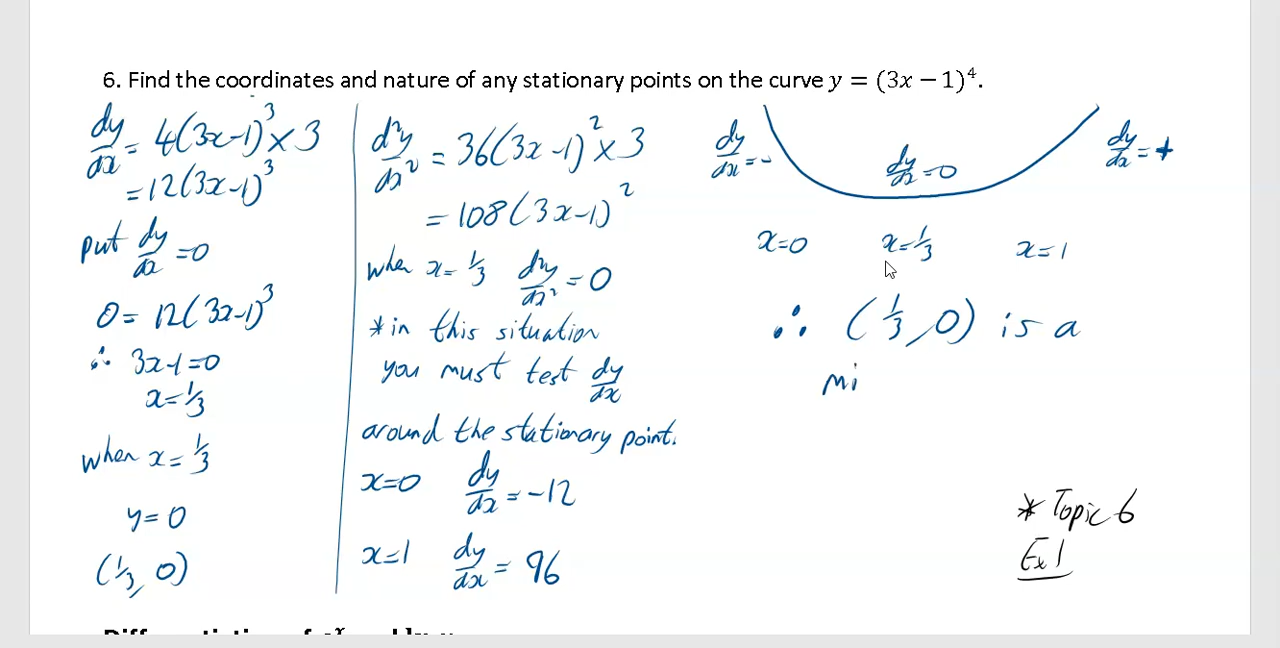 6. Find the coordinates and nature of any stationary points on the curve y = (3x − 1)⁴.
dy/dx = 4(3x-1)³ × 3
= 12(3x-1)³
put dy/dx = 0
0 = 12(3x-1)³
∴ 3x-1=0
x = 1/3
when x = 1/3
y = 0
(1/3, 0)
d²y/dx² = 36(3x-1)² × 3
= 108(3x-1)²
when x = 1/3 d²y/dx² = 0
* in this situation
you must test dy/dx
around the stationary point.
x=0 dy/dx = -12
x=1 dy/dx = 96
dy/dx = - dy/dx = 0 dy/dx = +
x=0 x=1/3 x=1
∴ (1/3, 0) is a
mi
* Topic 6
Ex 1